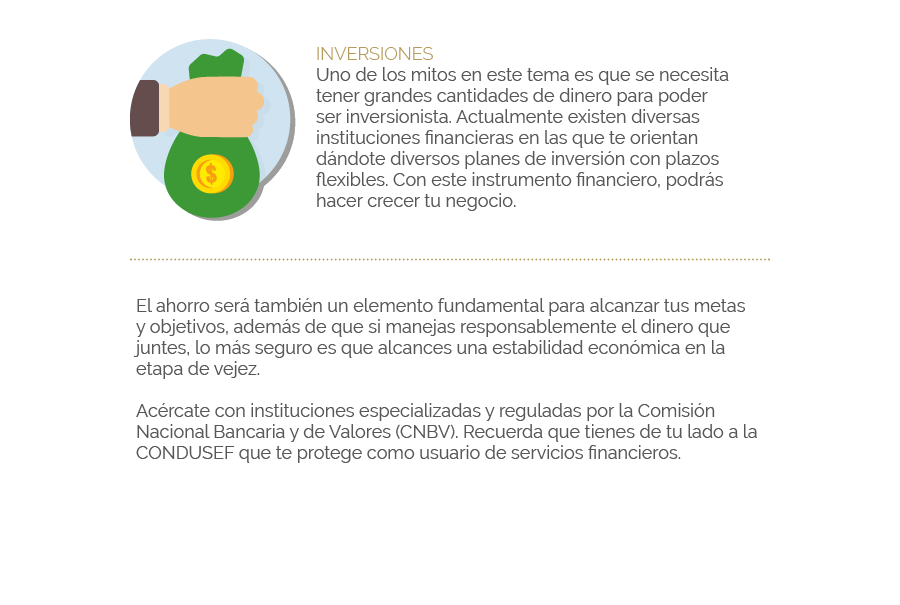 INVERSIONES
Uno de los mitos en este tema es que se necesita
tener grandes cantidades de dinero para poder
ser inversionista. Actualmente existen diversas
instituciones financieras en las que te orientan
dándote diversos planes de inversión con plazos
flexibles. Con este instrumento financiero, podrás
hacer crecer tu negocio.
$
El ahorro será también un elemento fundamental para alcanzar tus metas
y objetivos, además de que si manejas responsablemente el dinero que
juntes, lo más seguro es que alcances una estabilidad económica en la
etapa de vejez.
Acércate con instituciones especializadas y reguladas por la Comisión
Nacional Bancaria y de Valores (CNBV). Recuerda que tienes de tu lado a la
CONDUSEF que te protege como usuario de servicios financieros.